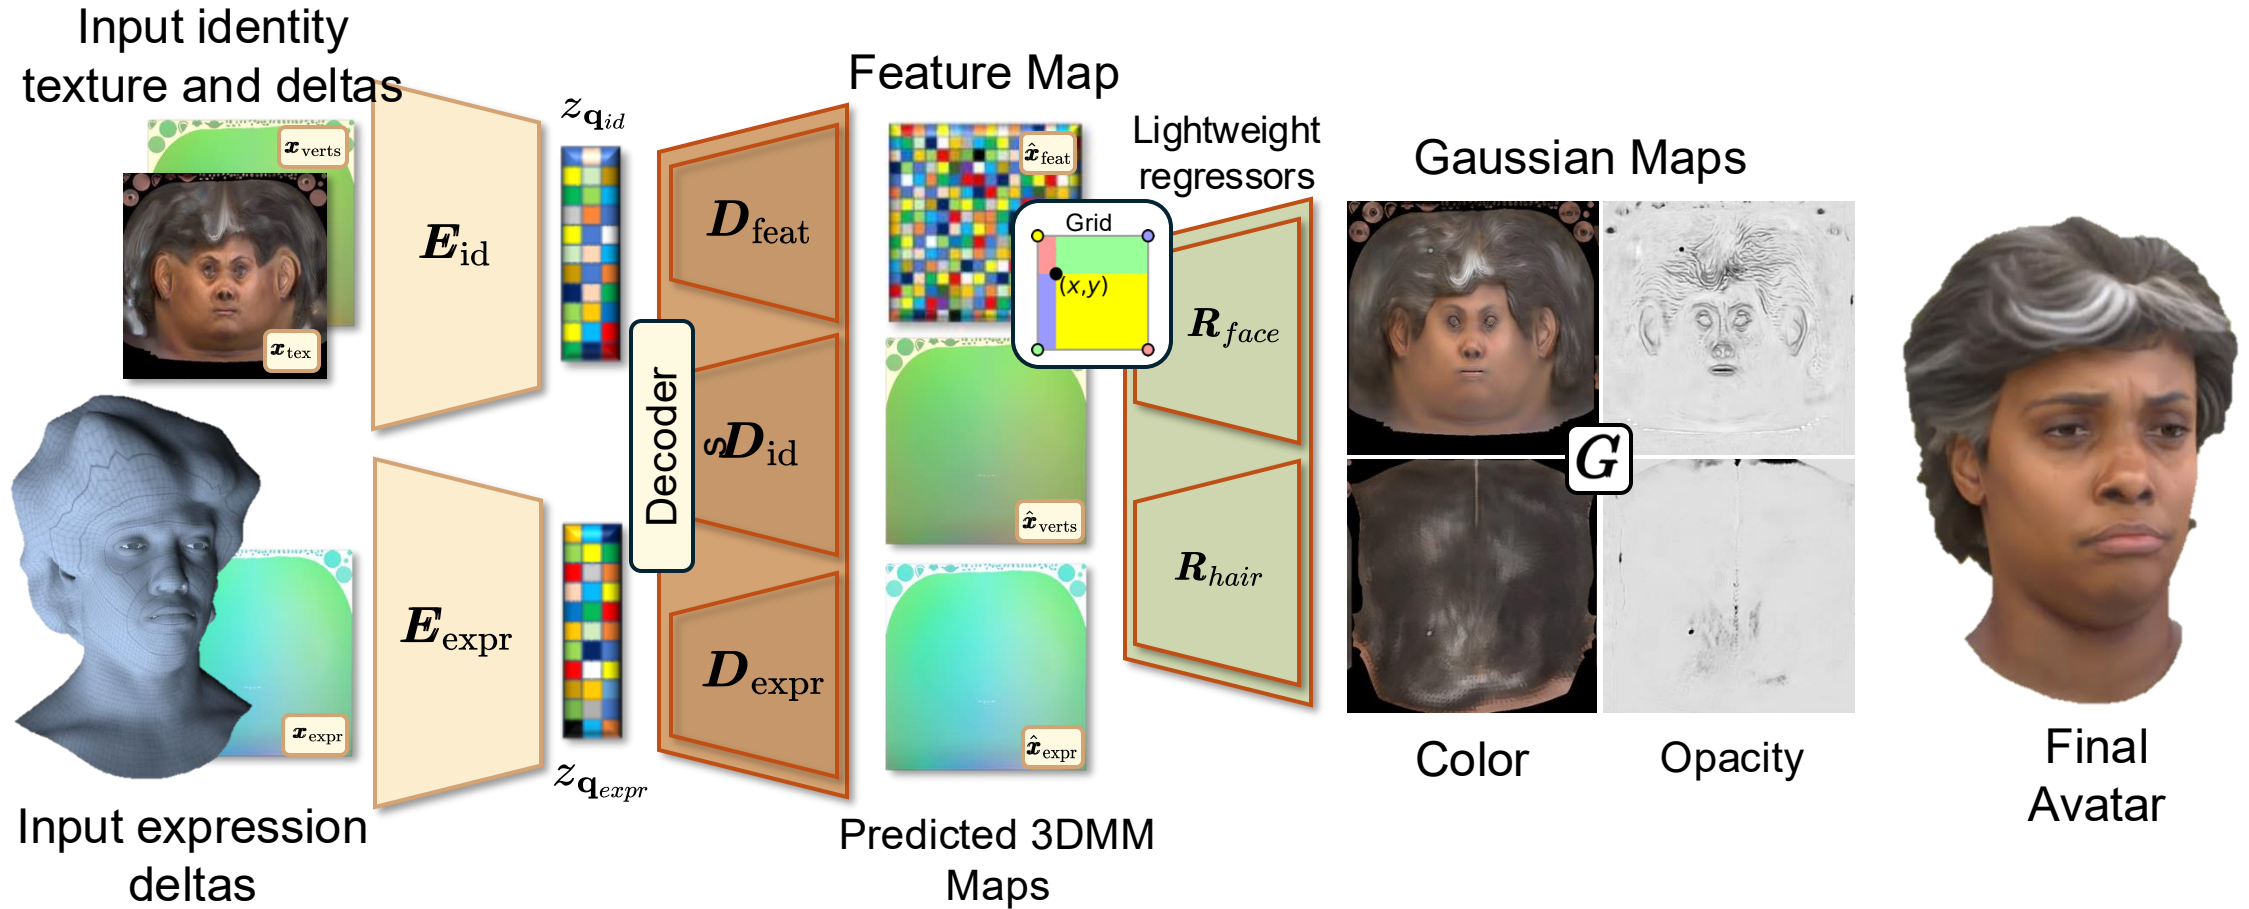 Input identity
texture and deltas
x_verts
x_tex
E_id
z_q_id
Input expression
deltas
x_expr
E_expr
z_q_expr
Decoder
s
D_feat
D_id
D_expr
Feature Map
x̂_feat
Grid
(x,y)
x̂_verts
x̂_expr
Predicted 3DMM
Maps
Lightweight
regressors
R_face
R_hair
Gaussian Maps
G
Color
Opacity
Final
Avatar